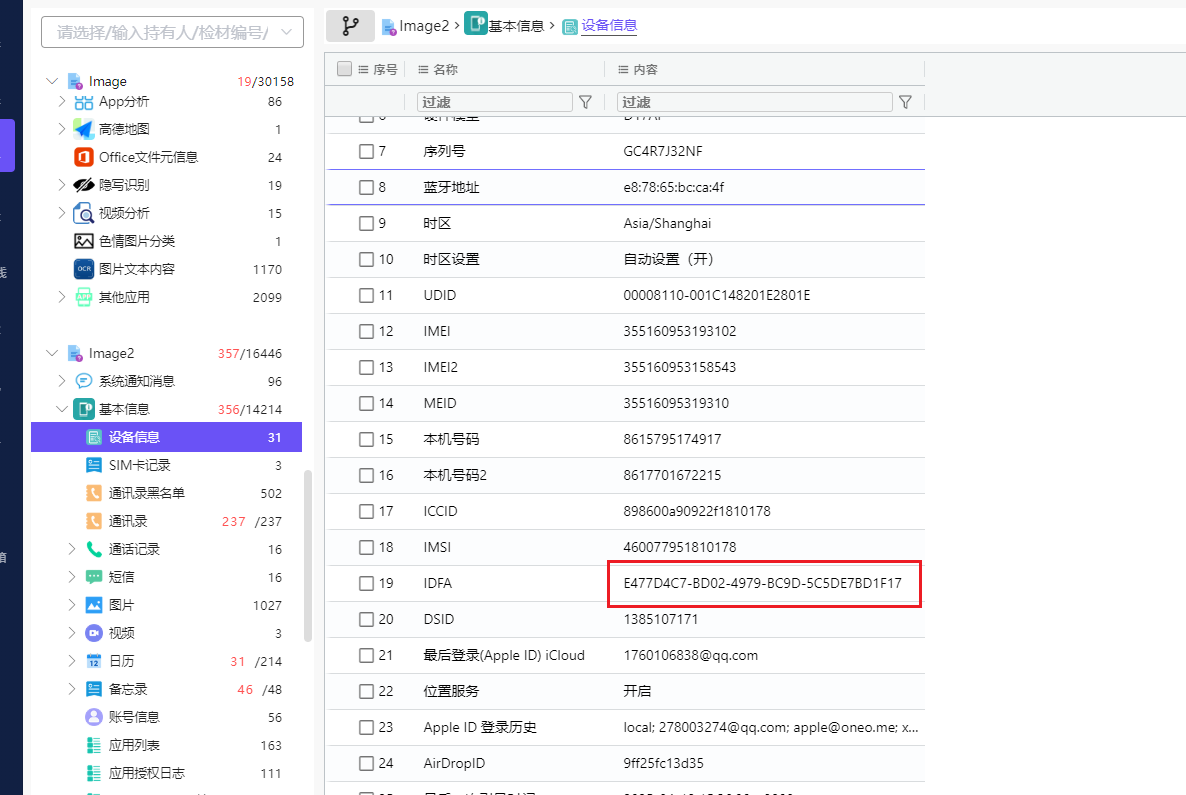 请选择/输入持有人/检材编号/
Image 19/30158
App分析 86
高德地图 1
Office文件元信息 24
隐写识别 19
视频分析 15
色情图片分类 1
OCR 图片文本内容 1170
APP 其他应用 2099
Image2 357/16446
系统通知消息 96
基本信息 356/14214
设备信息 31
SIM卡记录 3
通讯录黑名单 502
通讯录 237 /237
通话记录 16
短信 16
图片 1027
视频 3
12 日历 31 /214
备忘录 46 /48
账号信息 56
应用列表 163
应用授权日志 111
Image2 > 基本信息 > 设备信息
序号 名称 内容
过滤 过滤
7 序列号 GC4R7J32NF
8 蓝牙地址 e8:78:65:bc:ca:4f
9 时区 Asia/Shanghai
10 时区设置 自动设置（开）
11 UDID 00008110-001C148201E2801E
12 IMEI 355160953193102
13 IMEI2 355160953158543
14 MEID 35516095319310
15 本机号码 8615795174917
16 本机号码2 8617701672215
17 ICCID 898600a90922f1810178
18 IMSI 460077951810178
19 IDFA E477D4C7-BD02-4979-BC9D-5C5DE7BD1F17
20 DSID 1385107171
21 最后登录(Apple ID) iCloud 1760106838@qq.com
22 位置服务 开启
23 Apple ID 登录历史 local; 278003274@qq.com; apple@oneo.me; x...
24 AirDropID 9ff25fc13d35